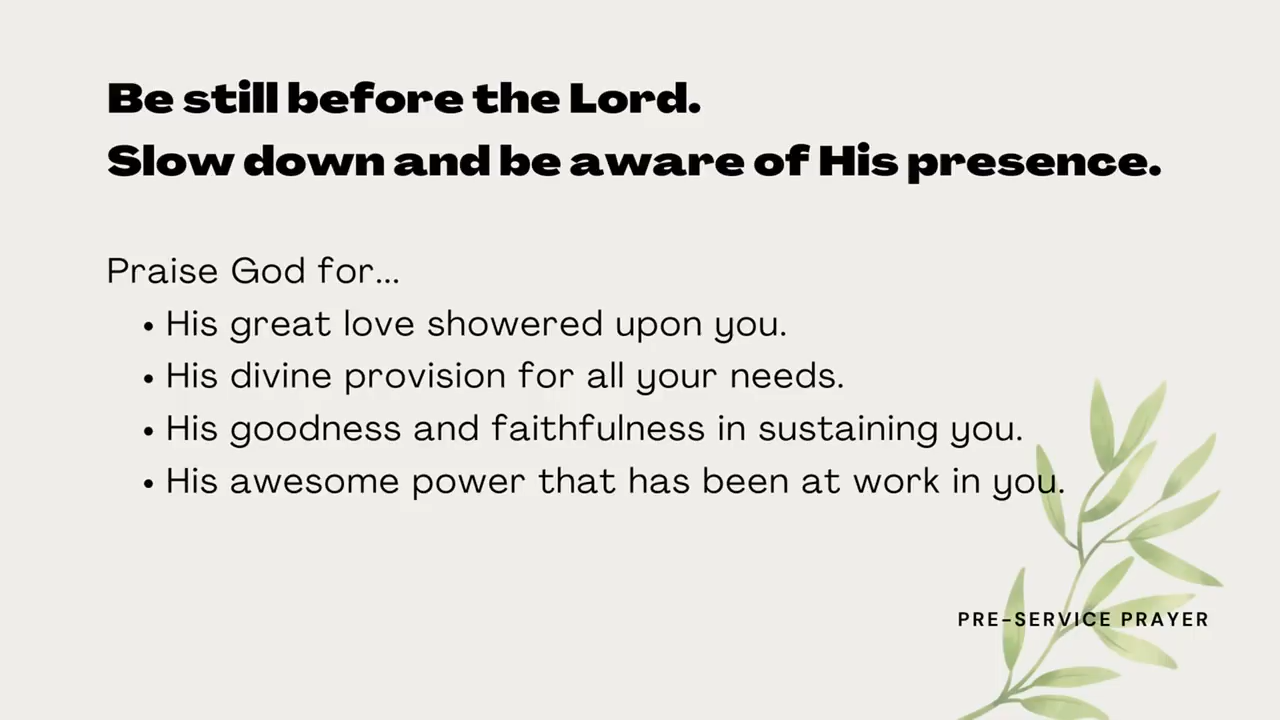 Be still before the Lord.
Slow down and be aware of His presence.
Praise God for...
• His great love showered upon you.
• His divine provision for all your needs.
• His goodness and faithfulness in sustaining you.
• His awesome power that has been at work in you.
PRE-SERVICE PRAYER